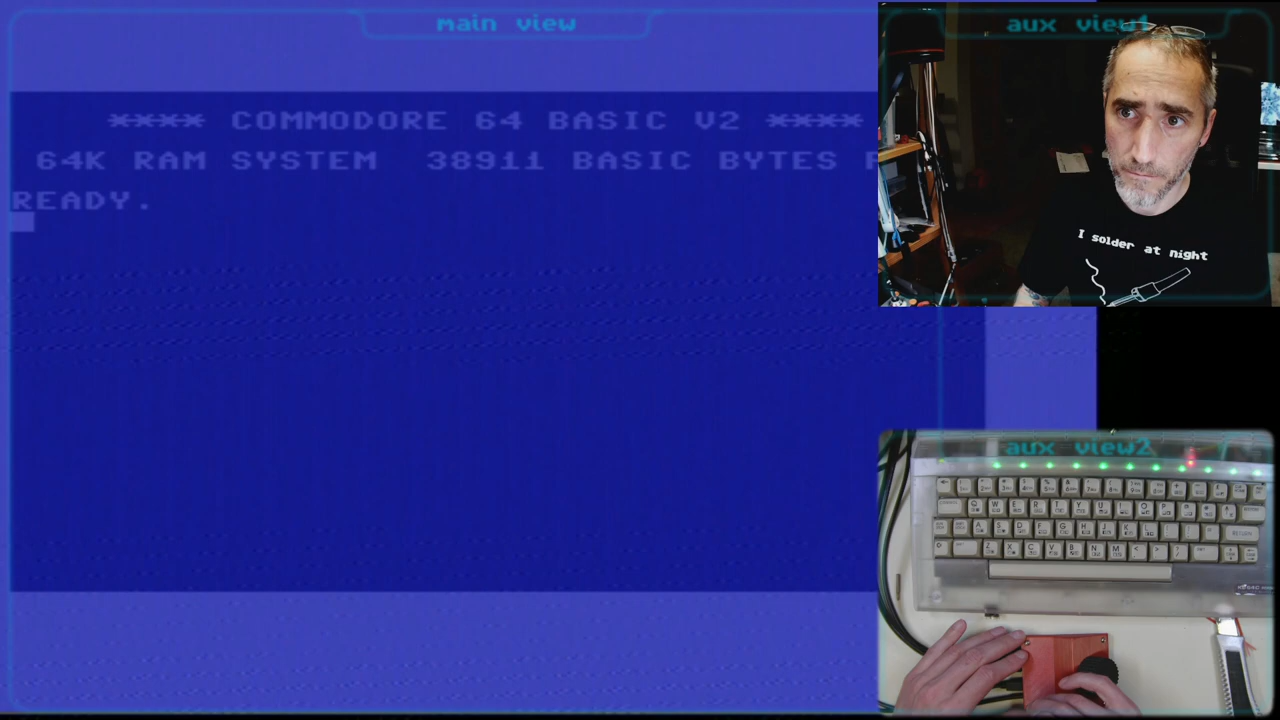 main view
**** COMMODORE 64 BASIC V2 ****
64K RAM SYSTEM 38911 BASIC BYTES
READY.
aux view1
I solder at night
aux view2
Q W E R T Y U I O P
A S D F G H J K L
RETURN
Z X C V B N M